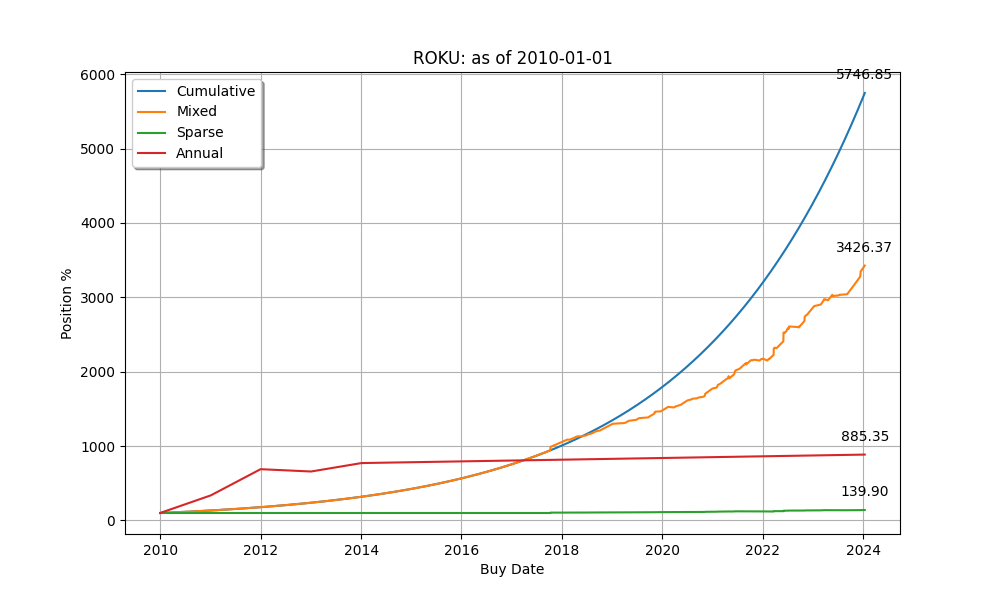 ROKU: as of 2010-01-01
5746.85
6000
Cumulative
Mixed
Sparse
Annual
5000
4000
3426.37
3000
2000
1000
885.35
139.90
0
Position %
2010 2012 2014 2016 2018 2020 2022 2024
Buy Date